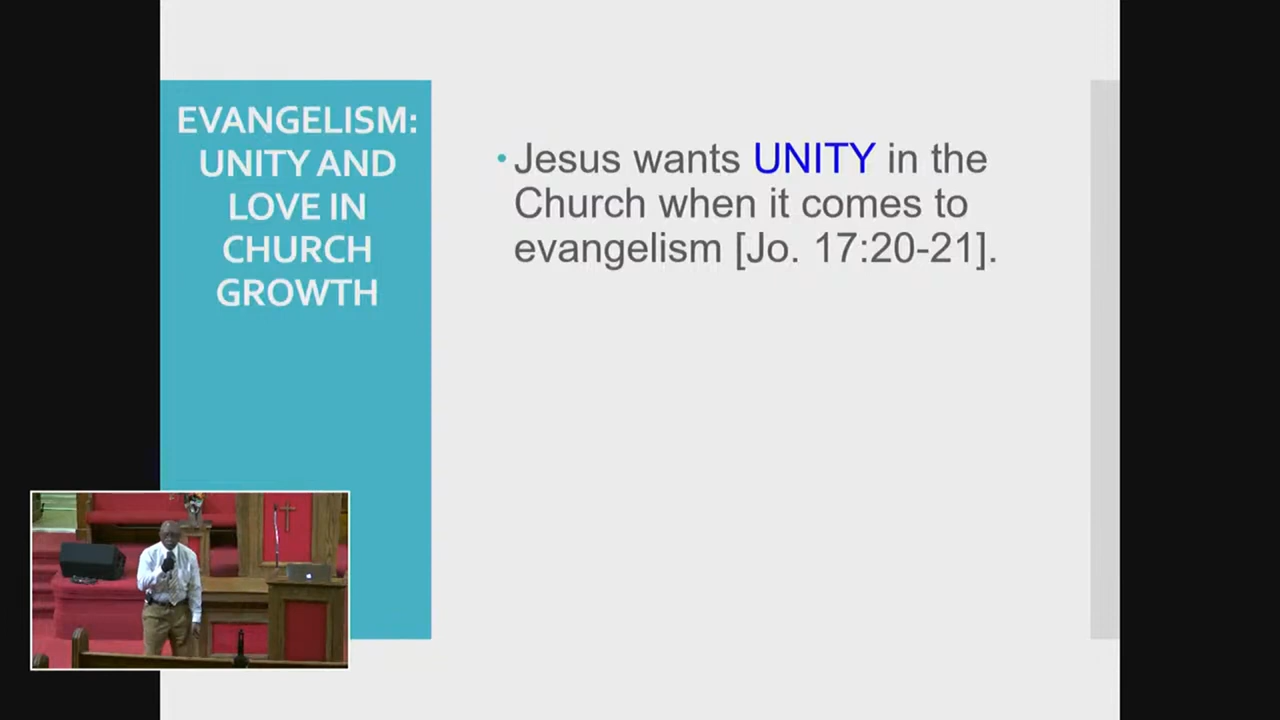 EVANGELISM:
UNITY AND
LOVE IN
CHURCH
GROWTH
• Jesus wants UNITY in the
Church when it comes to
evangelism [Jo. 17:20-21].